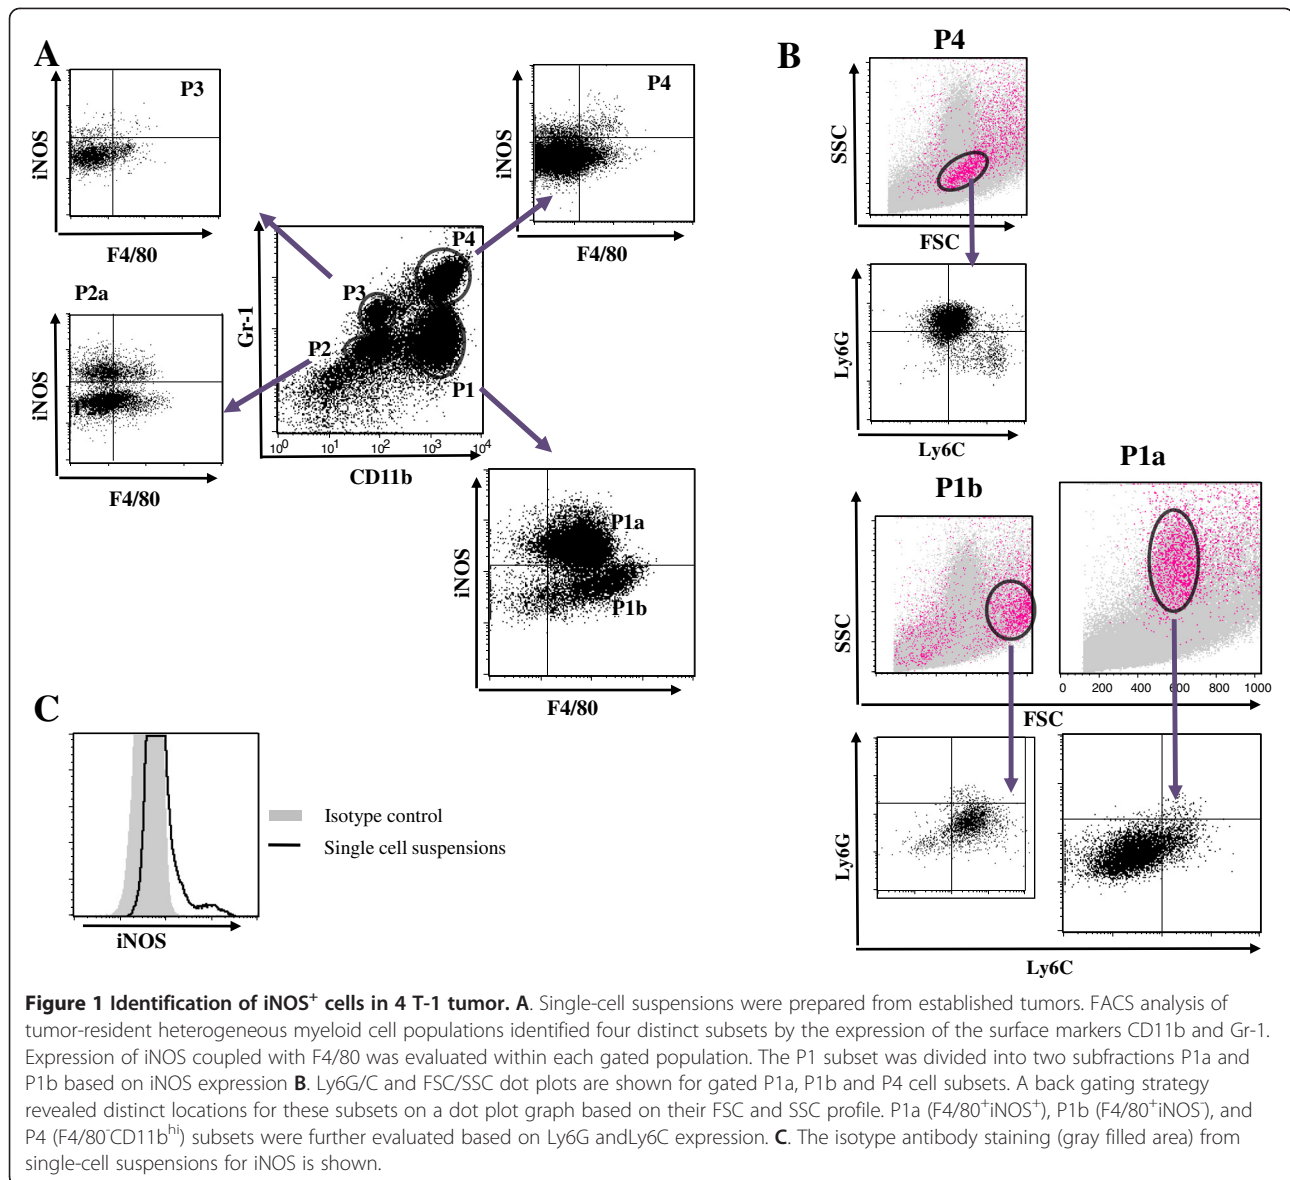 A
P3
iNOS
F4/80
P4
iNOS
F4/80
P2a
iNOS
F4/80
P4
P3
P2
P1
Gr-1
10^0 10^1 10^2 10^3 10^4
CD11b
P1a
P1b
iNOS
F4/80
B
P4
SSC
FSC
Ly6G
Ly6C
P1b
P1a
SSC
0 200 400 600 800 1000
FSC
Ly6G
Ly6C
C
Isotype control
Single cell suspensions
iNOS
Figure 1 Identification of iNOS+ cells in 4 T-1 tumor. A. Single-cell suspensions were prepared from established tumors. FACS analysis of
tumor-resident heterogeneous myeloid cell populations identified four distinct subsets by the expression of the surface markers CD11b and Gr-1.
Expression of iNOS coupled with F4/80 was evaluated within each gated population. The P1 subset was divided into two subfractions P1a and
P1b based on iNOS expression B. Ly6G/C and FSC/SSC dot plots are shown for gated P1a, P1b and P4 cell subsets. A back gating strategy
revealed distinct locations for these subsets on a dot plot graph based on their FSC and SSC profile. P1a (F4/80+iNOS+), P1b (F4/80+iNOS-), and
P4 (F4/80-CD11bhi) subsets were further evaluated based on Ly6G andLy6C expression. C. The isotype antibody staining (gray filled area) from
single-cell suspensions for iNOS is shown.